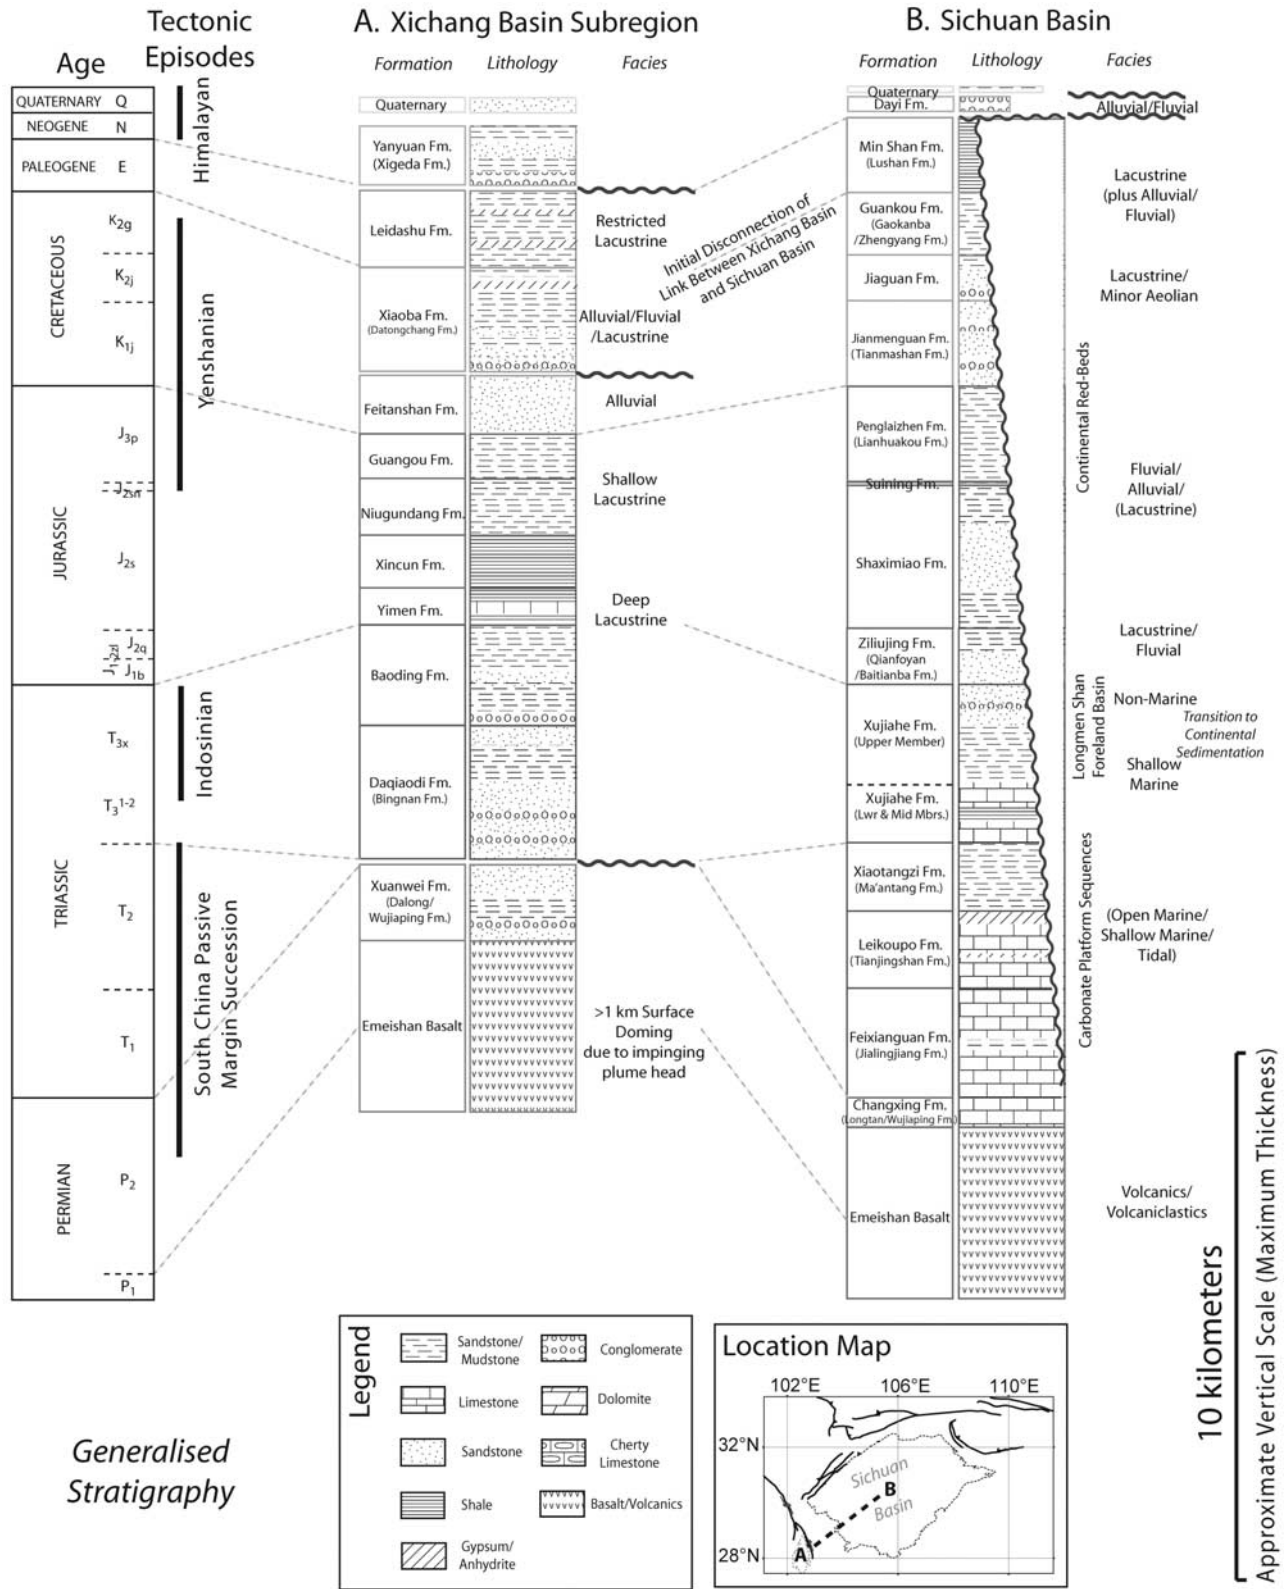 Tectonic
Episodes
Age
A. Xichang Basin Subregion
B. Sichuan Basin
Formation
Lithology
Facies
Formation
Lithology
Facies
QUATERNARY Q
NEOGENE N
PALEOGENE E
CRETACEOUS
K2g
K2j
K1j
JURASSIC
J3p
J2sn
J2s
J2q
J1-2zl
J1b
TRIASSIC
T3x
T3 1-2
T2
T1
PERMIAN
P2
P1
Himalayan
Yenshanian
Indosinian
South China Passive
Margin Succession
Quaternary
Yanyuan Fm.
(Xigeda Fm.)
Leidashu Fm.
Xiaoba Fm.
(Datongchang Fm.)
Feitanshan Fm.
Guangou Fm.
Niugundang Fm.
Xincun Fm.
Yimen Fm.
Baoding Fm.
Daqiaodi Fm.
(Bingnan Fm.)
Xuanwei Fm.
(Dalong/
Wujiaping Fm.)
Emeishan Basalt
Restricted
Lacustrine
Alluvial/Fluvial
/Lacustrine
Alluvial
Shallow
Lacustrine
Deep
Lacustrine
>1 km Surface
Doming
due to impinging
plume head
Initial Disconnection of
Link Between Xichang Basin
and Sichuan Basin
Quaternary
Dayi Fm.
Min Shan Fm.
(Lushan Fm.)
Guankou Fm.
(Gaokanba
/Zhengyang Fm.)
Jiaguan Fm.
Jianmenguan Fm.
(Tianmashan Fm.)
Penglaizhen Fm.
(Lianhuakou Fm.)
Suining Fm.
Shaximiao Fm.
Ziliujing Fm.
(Qianfoyan
/Baitianba Fm.)
Xujiahe Fm.
(Upper Member)
Xujiahe Fm.
(Lwr & Mid Mbrs.)
Xiaotangzi Fm.
(Ma'antang Fm.)
Leikoupo Fm.
(Tianjingshan Fm.)
Feixianguan Fm.
(Jialingjiang Fm.)
Changxing Fm.
(Longtan/Wujiaping Fm.)
Emeishan Basalt
Continental Red-Beds
Longmen Shan
Foreland Basin
Carbonate Platform Sequences
Alluvial/Fluvial
Lacustrine
(plus Alluvial/
Fluvial)
Lacustrine/
Minor Aeolian
Fluvial/
Alluvial/
(Lacustrine)
Lacustrine/
Fluvial
Non-Marine
Transition to
Continental
Sedimentation
Shallow
Marine
(Open Marine/
Shallow Marine/
Tidal)
Volcanics/
Volcaniclastics
10 kilometers
Approximate Vertical Scale (Maximum Thickness)
Generalised
Stratigraphy
Legend
Sandstone/
Mudstone
Limestone
Sandstone
Shale
Gypsum/
Anhydrite
Conglomerate
Dolomite
Cherty
Limestone
Basalt/Volcanics
Location Map
102°E 106°E 110°E
32°N
28°N
Sichuan
Basin
B
A